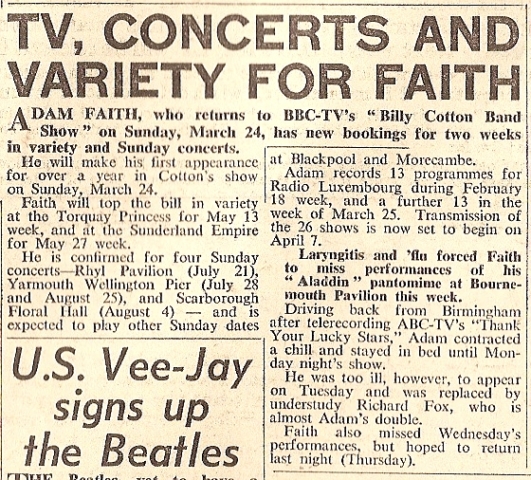 TV, CONCERTS AND
VARIETY FOR FAITH
ADAM FAITH, who returns to BBC-TV's "Billy Cotton Band
Show" on Sunday, March 24, has new bookings for two weeks
in variety and Sunday concerts.
He will make his first appearance
for over a year in Cotton's show
on Sunday, March 24.
Faith will top the bill in variety
at the Torquay Princess for May 13
week, and at the Sunderland Empire
for May 27 week.
He is confirmed for four Sunday
concerts—Rhyl Pavilion (July 21),
Yarmouth Wellington Pier (July 28
and August 25), and Scarborough
Floral Hall (August 4) — and is
expected to play other Sunday dates
at Blackpool and Morecambe.
Adam records 13 programmes for
Radio Luxembourg during February
18 week, and a further 13 in the
week of March 25. Transmission of
the 26 shows is now set to begin on
April 7.
Laryngitis and 'flu forced Faith
to miss performances of his
"Aladdin" pantomime at Bourne-
mouth Pavilion this week.
Driving back from Birmingham
after telerecording ABC-TV's "Thank
Your Lucky Stars," Adam contracted
a chill and stayed in bed until Mon-
day night's show.
He was too ill, however, to appear
on Tuesday and was replaced by
understudy Richard Fox, who is
almost Adam's double.
Faith also missed Wednesday's
performances, but hoped to return
last night (Thursday).
U.S. Vee-Jay
signs up
the Beatles
THE Beatles, yet to have a